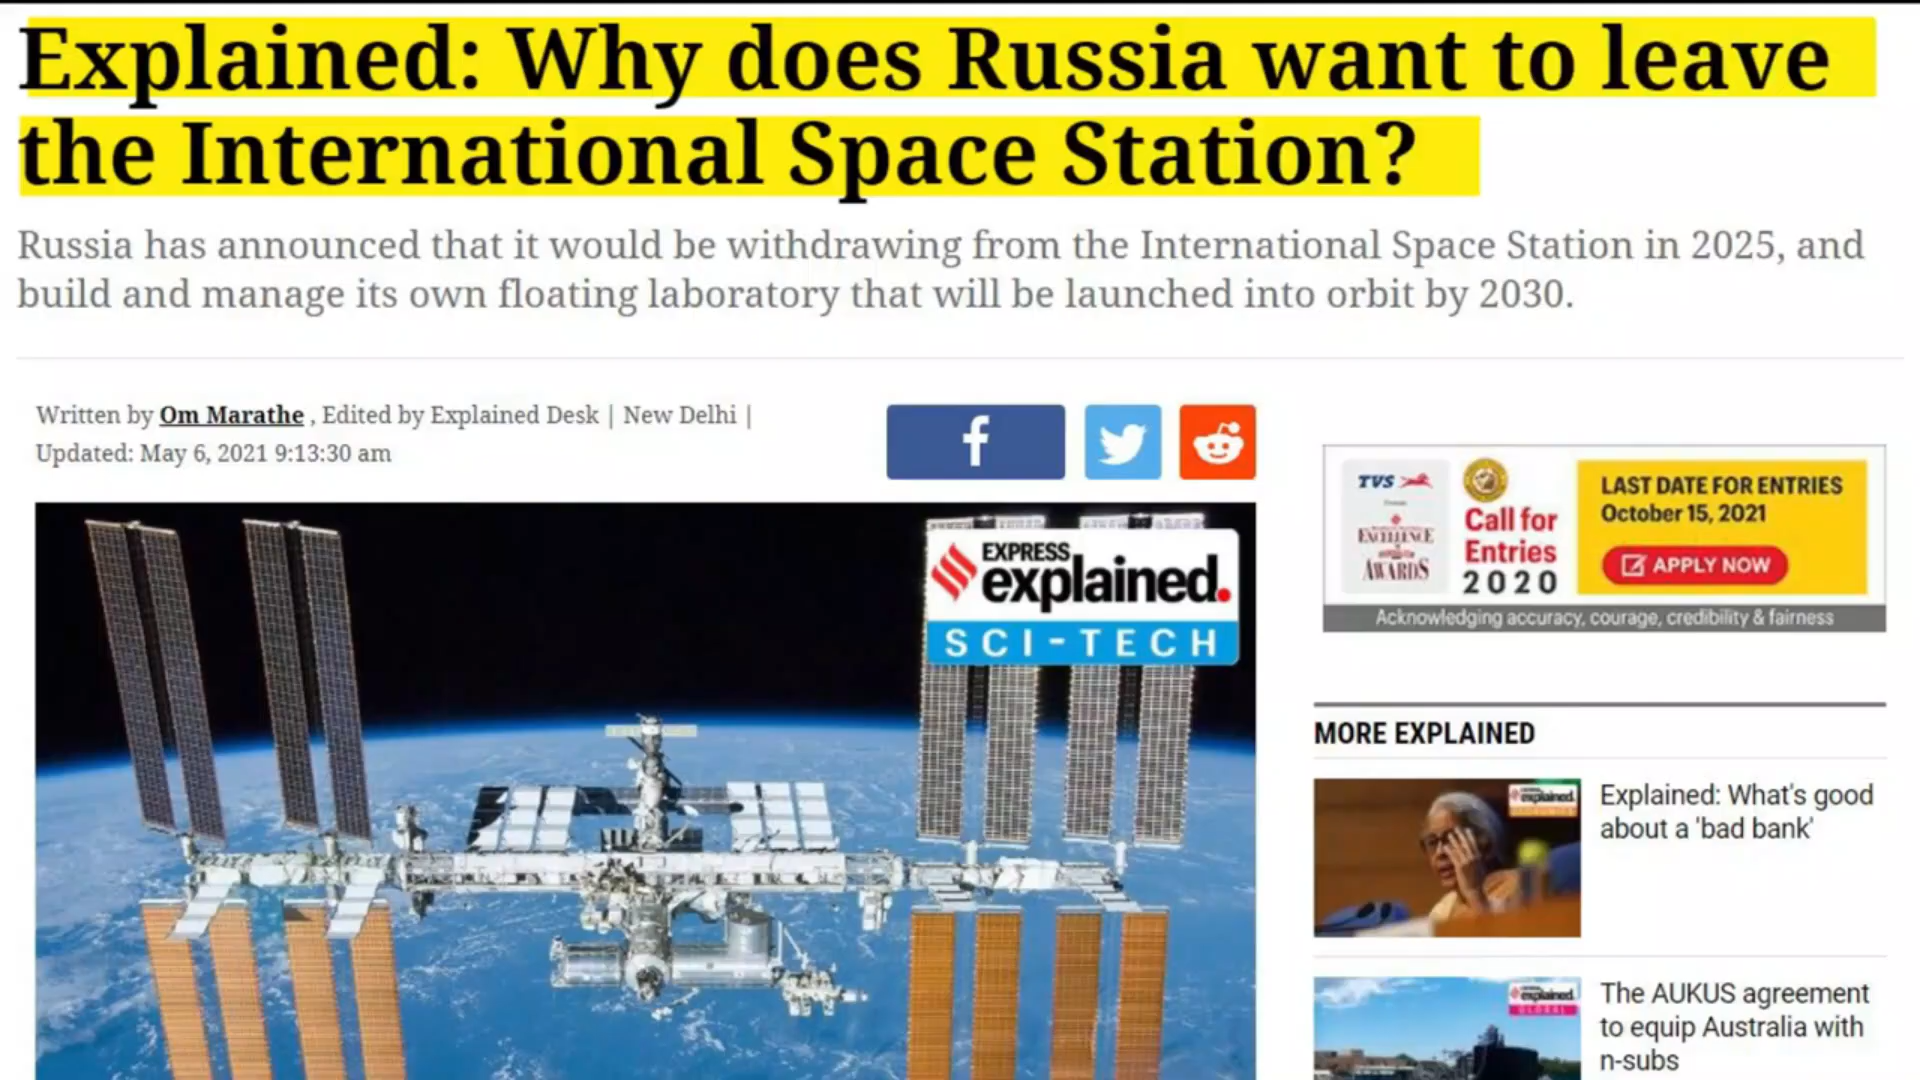 Explained: Why does Russia want to leave
the International Space Station?
Russia has announced that it would be withdrawing from the International Space Station in 2025, and
build and manage its own floating laboratory that will be launched into orbit by 2030.
Written by Om Marathe , Edited by Explained Desk | New Delhi |
Updated: May 6, 2021 9:13:30 am
f
EXPRESS
explained.
SCI-TECH
TVS
EXCELLENCE
AWARDS
Call for
Entries
2020
LAST DATE FOR ENTRIES
October 15, 2021
APPLY NOW
Acknowledging accuracy, courage, credibility & fairness
MORE EXPLAINED
explained.
Explained: What's good
about a 'bad bank'
explained.
GLOBAL
The AUKUS agreement
to equip Australia with
n-subs